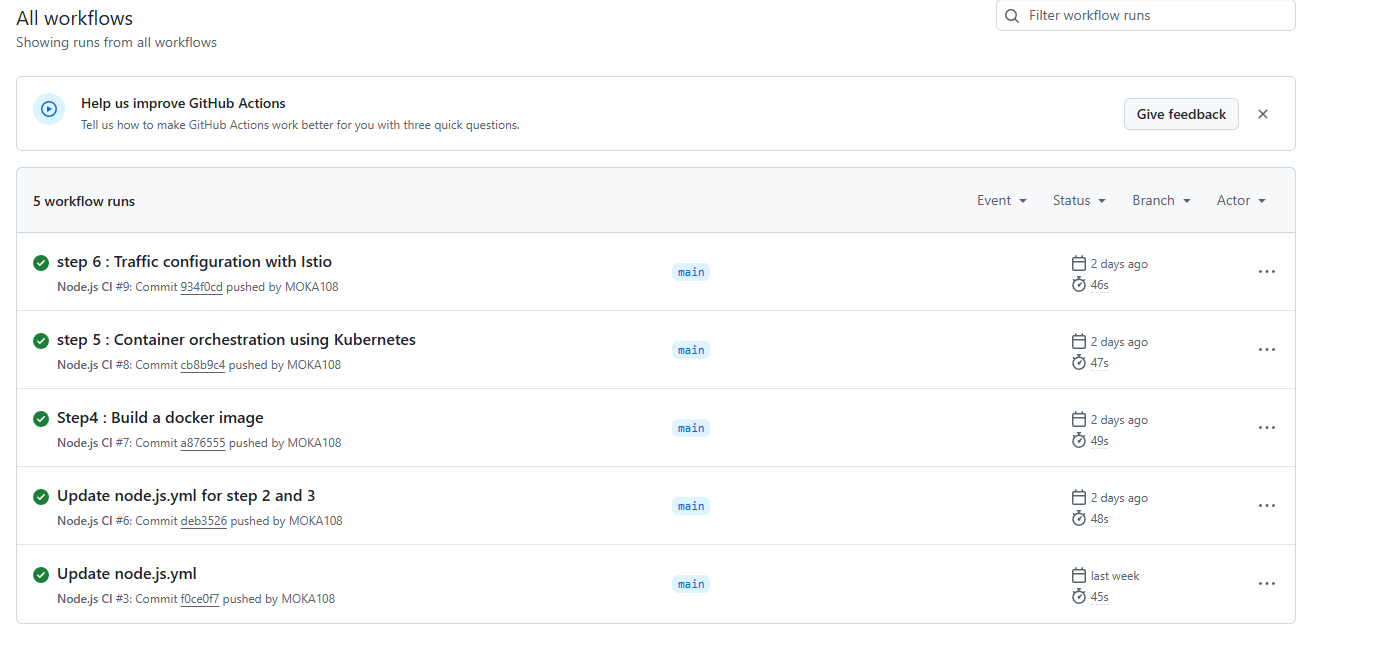 All workflows
Filter workflow runs
Showing runs from all workflows
Help us improve GitHub Actions
Tell us how to make GitHub Actions work better for you with three quick questions.
Give feedback
5 workflow runs
Event
Status
Branch
Actor
step 6 : Traffic configuration with Istio
Node.js CI #9: Commit 934f0cd pushed by MOKA108
main
2 days ago
46s
step 5 : Container orchestration using Kubernetes
Node.js CI #8: Commit cb8b9c4 pushed by MOKA108
main
2 days ago
47s
Step4 : Build a docker image
Node.js CI #7: Commit a876555 pushed by MOKA108
main
2 days ago
49s
Update node.js.yml for step 2 and 3
Node.js CI #6: Commit deb3526 pushed by MOKA108
main
2 days ago
48s
Update node.js.yml
Node.js CI #3: Commit f0ce0f7 pushed by MOKA108
main
last week
45s